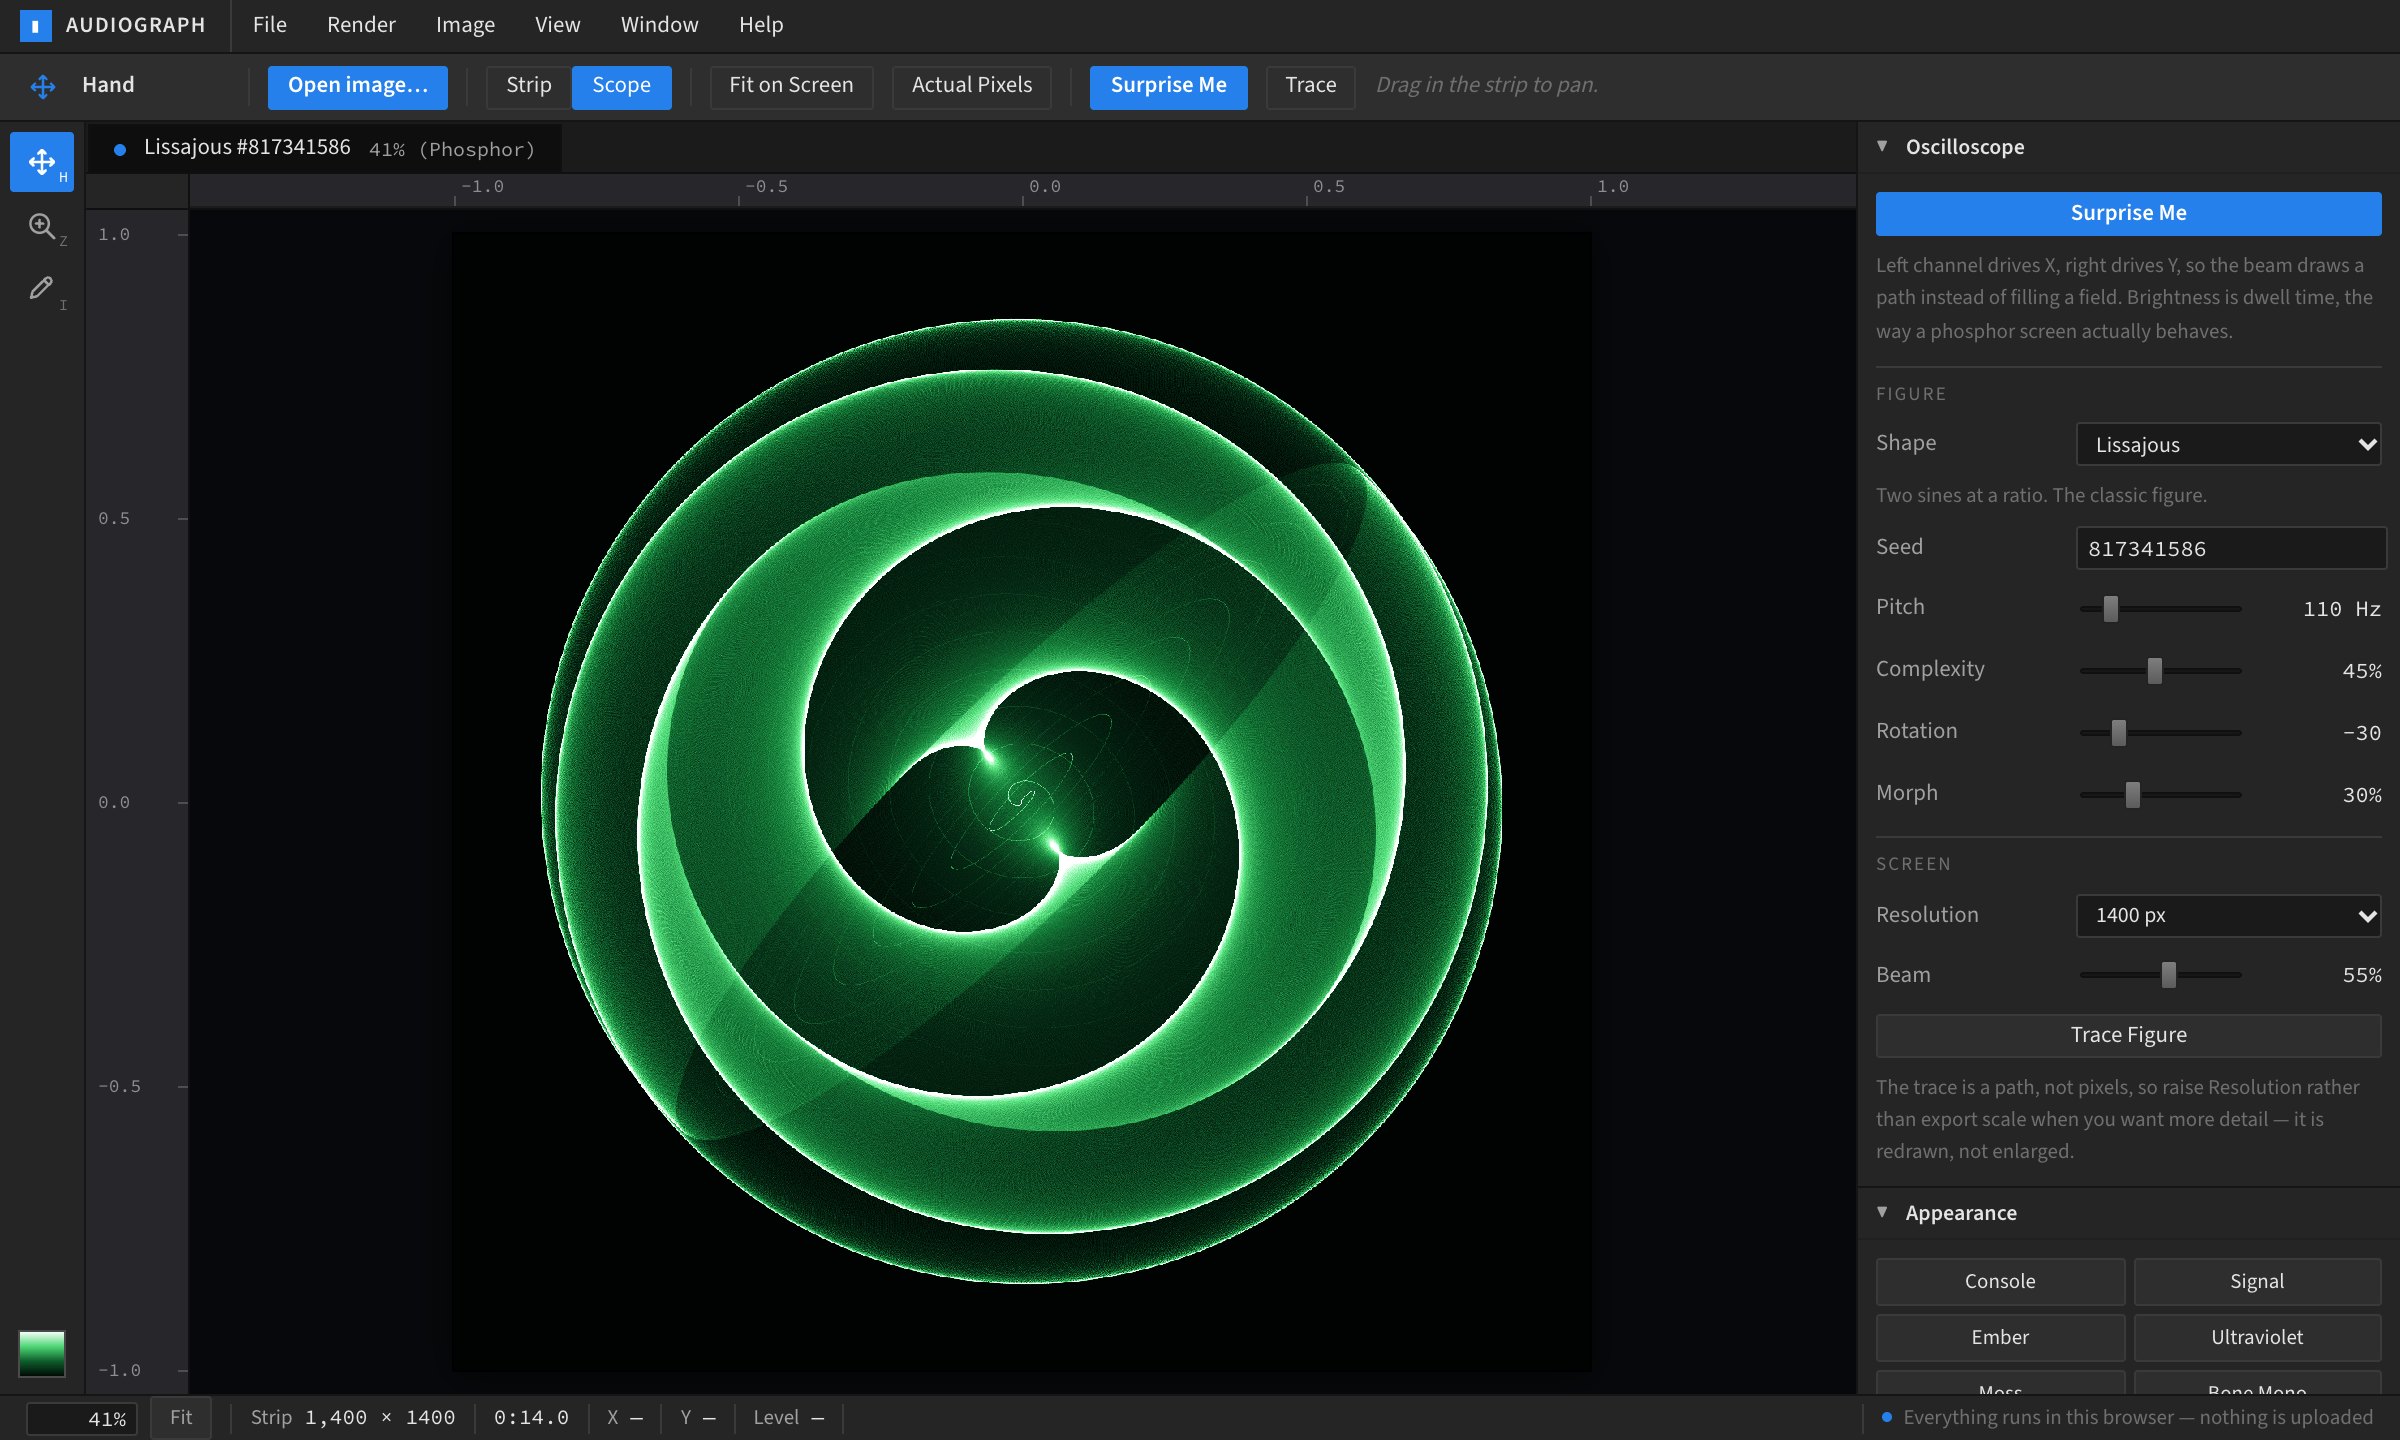 AUDIOGRAPH File Render Image View Window Help
Hand Open image... Strip Scope Fit on Screen Actual Pixels Surprise Me Trace Drag in the strip to pan.
Lissajous #817341586 41% (Phosphor)
H
Z
I
-1.0 -0.5 0.0 0.5 1.0
1.0
0.5
0.0
-0.5
-1.0
Oscilloscope
Surprise Me
Left channel drives X, right drives Y, so the beam draws a
path instead of filling a field. Brightness is dwell time, the
way a phosphor screen actually behaves.
FIGURE
Shape Lissajous
Two sines at a ratio. The classic figure.
Seed 817341586
Pitch 110 Hz
Complexity 45%
Rotation -30
Morph 30%
SCREEN
Resolution 1400 px
Beam 55%
Trace Figure
The trace is a path, not pixels, so raise Resolution rather
than export scale when you want more detail — it is
redrawn, not enlarged.
Appearance
Console Signal
Ember Ultraviolet
Moss Bone Mono
41% Fit Strip 1,400 × 1400 0:14.0 X — Y — Level — Everything runs in this browser — nothing is uploaded